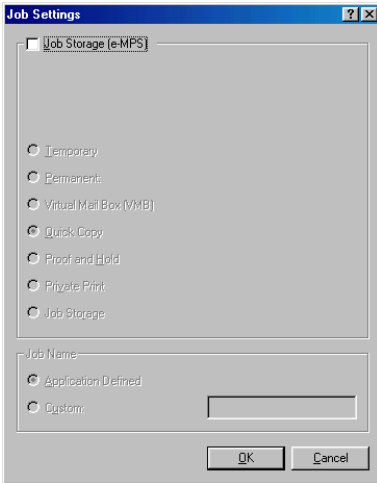 Job Settings
Job Storage (e-MPS)
Temporary
Permanent
Virtual Mail Box (VMB)
Quick Copy
Proof and Hold
Private Print
Job Storage
Job Name
Application Defined
Custom:
OK
Cancel